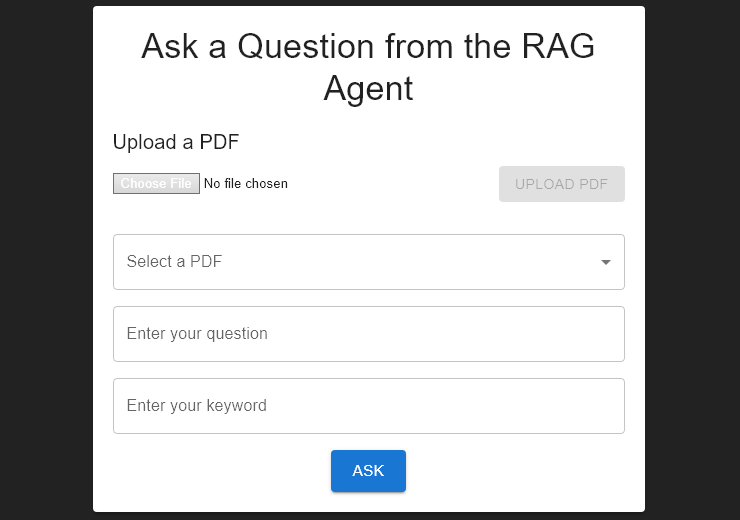 Ask a Question from the RAG
Agent
Upload a PDF
Choose File No file chosen
UPLOAD PDF
Select a PDF
Enter your question
Enter your keyword
ASK